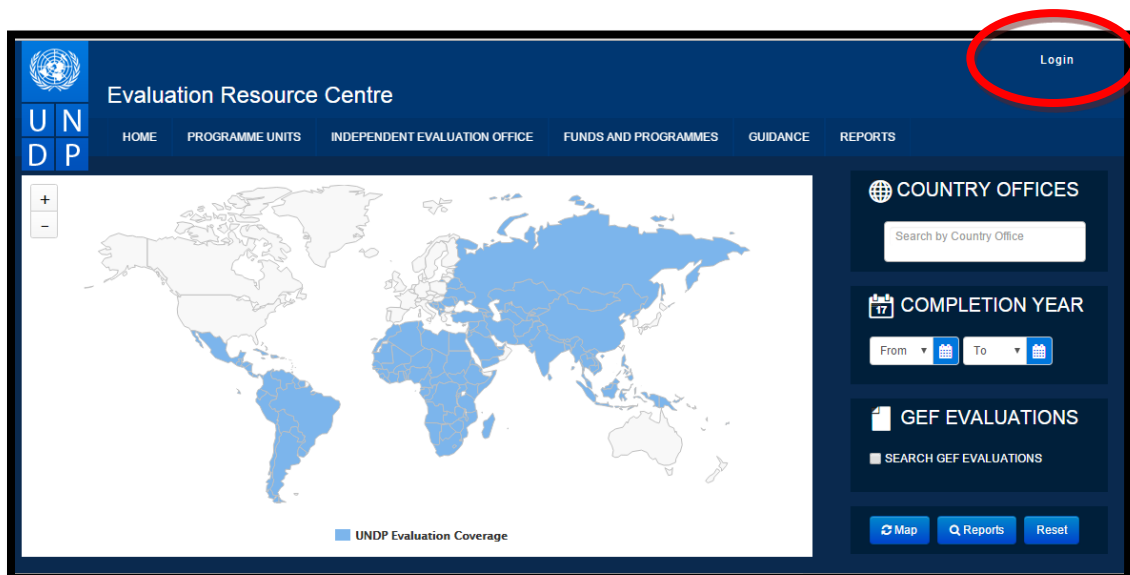 Login
Evaluation Resource Centre
U N
D P
HOME PROGRAMME UNITS INDEPENDENT EVALUATION OFFICE FUNDS AND PROGRAMMES GUIDANCE REPORTS
+
-
COUNTRY OFFICES
Search by Country Office
17 COMPLETION YEAR
From To
GEF EVALUATIONS
SEARCH GEF EVALUATIONS
UNDP Evaluation Coverage
Map Reports Reset